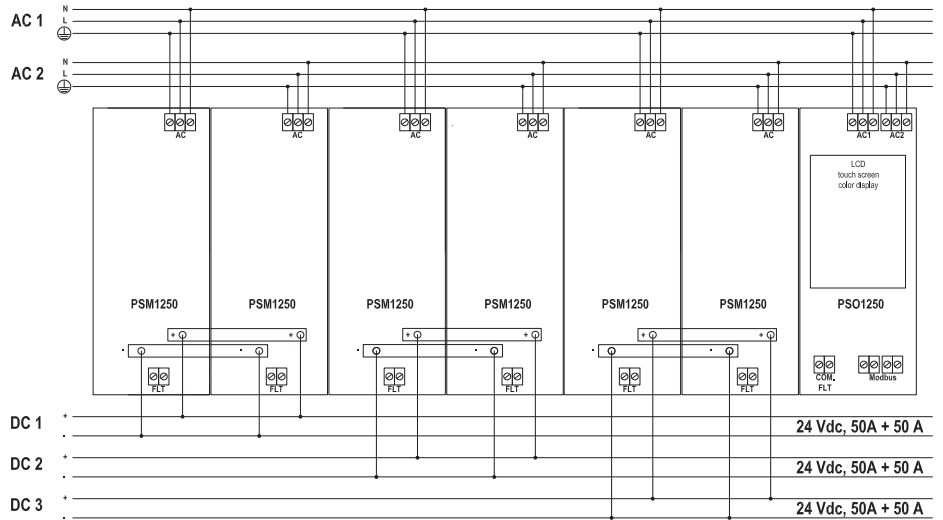 N
AC 1 L
N
AC 2 L
AC AC AC AC AC AC AC1 AC2
LCD
touch screen
color display
PSM1250 PSM1250 PSM1250 PSM1250 PSM1250 PSM1250 PSO1250
+ + + + + +
- - - - - -
COM. Modbus
FLT FLT FLT FLT FLT FLT FLT
DC 1 +
- 24 Vdc, 50A + 50 A
DC 2 +
- 24 Vdc, 50A + 50 A
DC 3 +
- 24 Vdc, 50A + 50 A